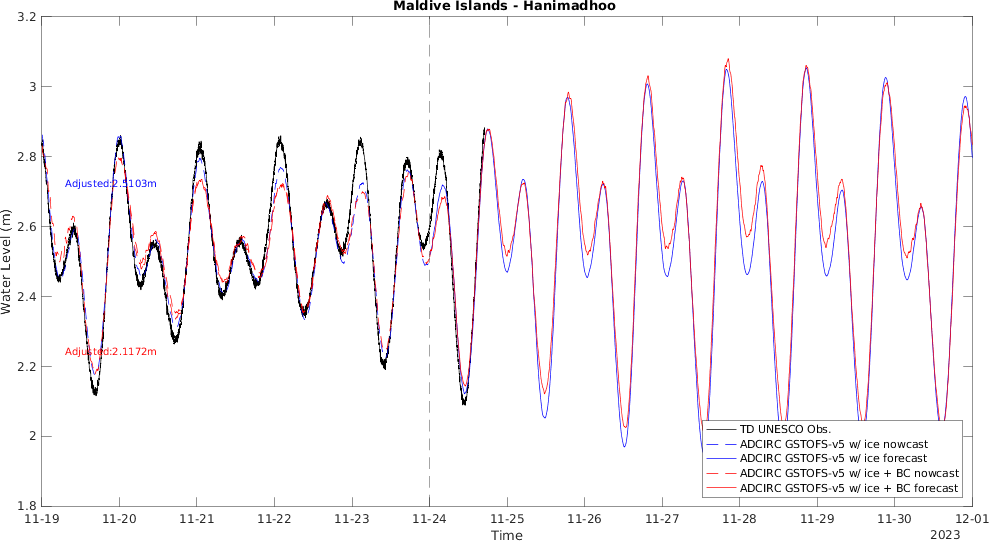 Maldive Islands - Hanimadhoo
3.2
3
2.8
2.6
2.4
2.2
2
1.8
Water Level (m)
Adjusted:2.5103m
Adjusted:2.1172m
TD UNESCO Obs.
ADCIRC GSTOFS-v5 w/ ice nowcast
ADCIRC GSTOFS-v5 w/ ice forecast
ADCIRC GSTOFS-v5 w/ ice + BC nowcast
ADCIRC GSTOFS-v5 w/ ice + BC forecast
11-19 11-20 11-21 11-22 11-23 11-24 11-25 11-26 11-27 11-28 11-29 11-30 12-01
Time
2023